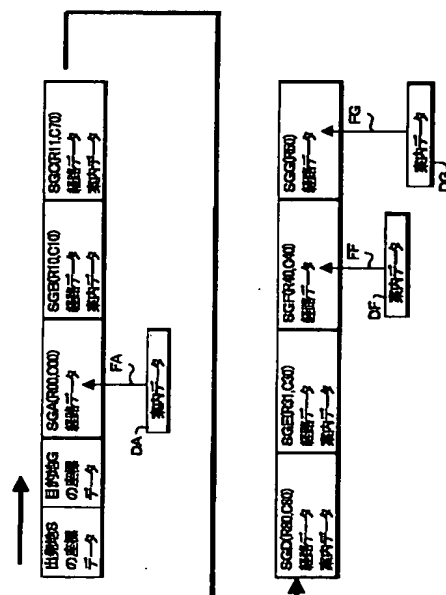 出発地S
の座標
データ
目的地G
の座標
データ
SGA(R00,C00)
経路データ
SGB(R10,C10)
経路データ
案内データ
SGC(R11,C70)
経路データ
案内データ
FA
DA
案内データ
SGD(R80,C80)
経路データ
案内データ
SGE(R31,C30)
経路データ
案内データ
SGF(R40,C40)
経路データ
SGG(R50)
経路データ
FF
DF
案内データ
FG
DG
案内データ